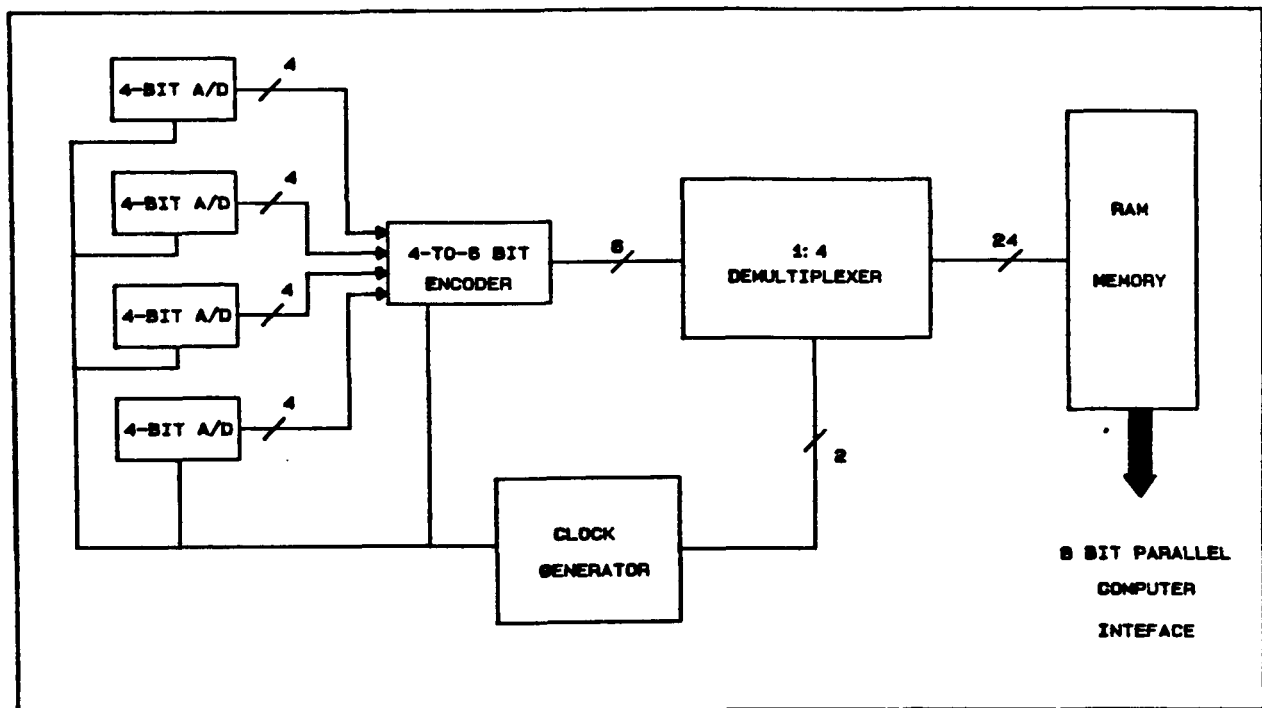 4-BIT A/D
4
4-BIT A/D
4
4-BIT A/D
4
4-BIT A/D
4
4-TO-6 BIT
ENCODER
6
1:4
DEMULTIPLEXER
24
RAM
MEMORY
2
CLOCK
GENERATOR
8 BIT PARALLEL
COMPUTER
INTEFACE